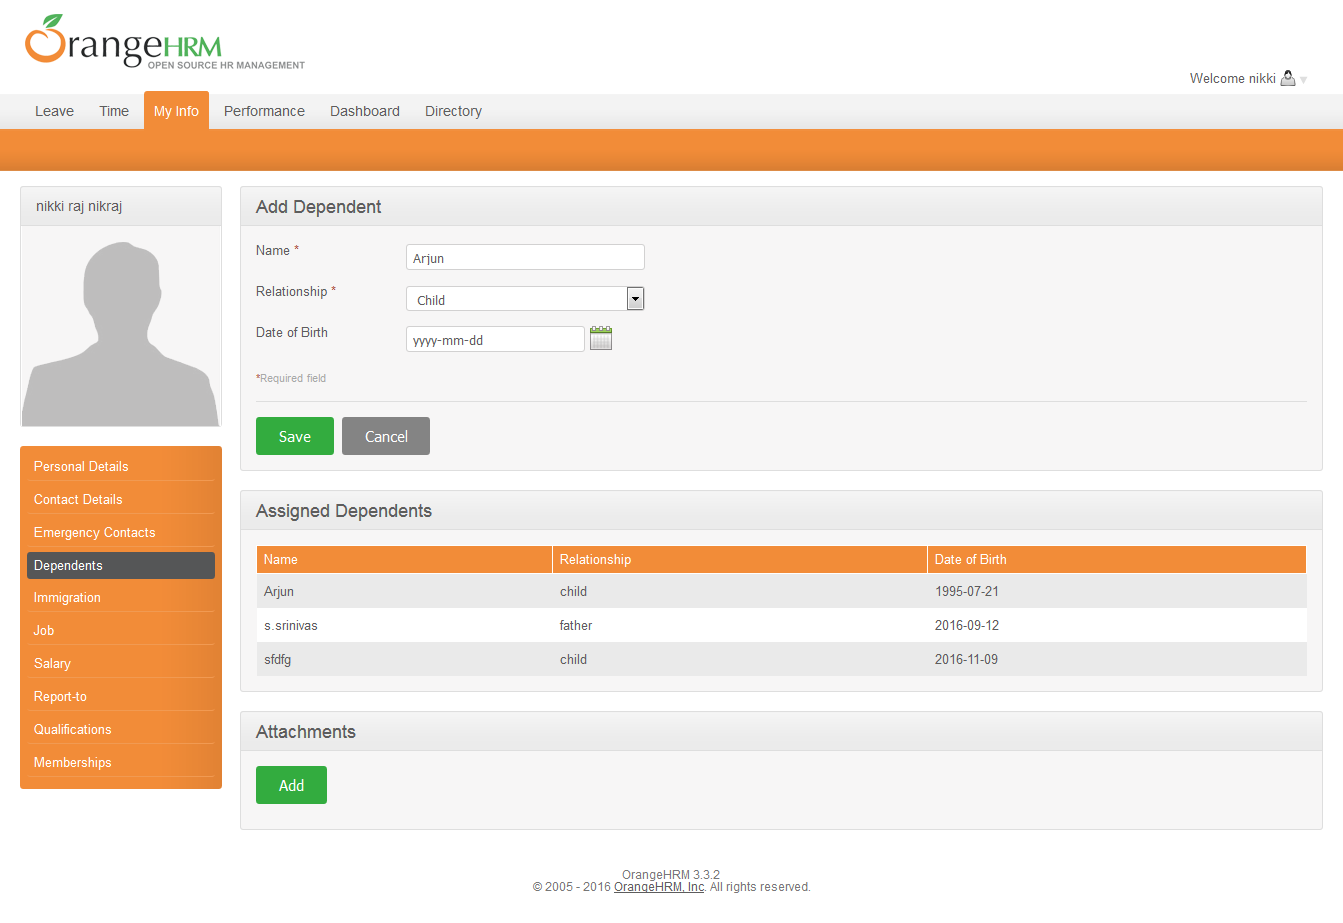 OrangeHRM
OPEN SOURCE HR MANAGEMENT
Welcome nikki
Leave Time My Info Performance Dashboard Directory
nikki raj nikraj
Personal Details
Contact Details
Emergency Contacts
Dependents
Immigration
Job
Salary
Report-to
Qualifications
Memberships
Add Dependent
Name * Arjun
Relationship * Child
Date of Birth yyyy-mm-dd
*Required field
Save Cancel
Assigned Dependents
Name Relationship Date of Birth
Arjun child 1995-07-21
s.srinivas father 2016-09-12
sfdfg child 2016-11-09
Attachments
Add
OrangeHRM 3.3.2
© 2005 - 2016 OrangeHRM, Inc. All rights reserved.